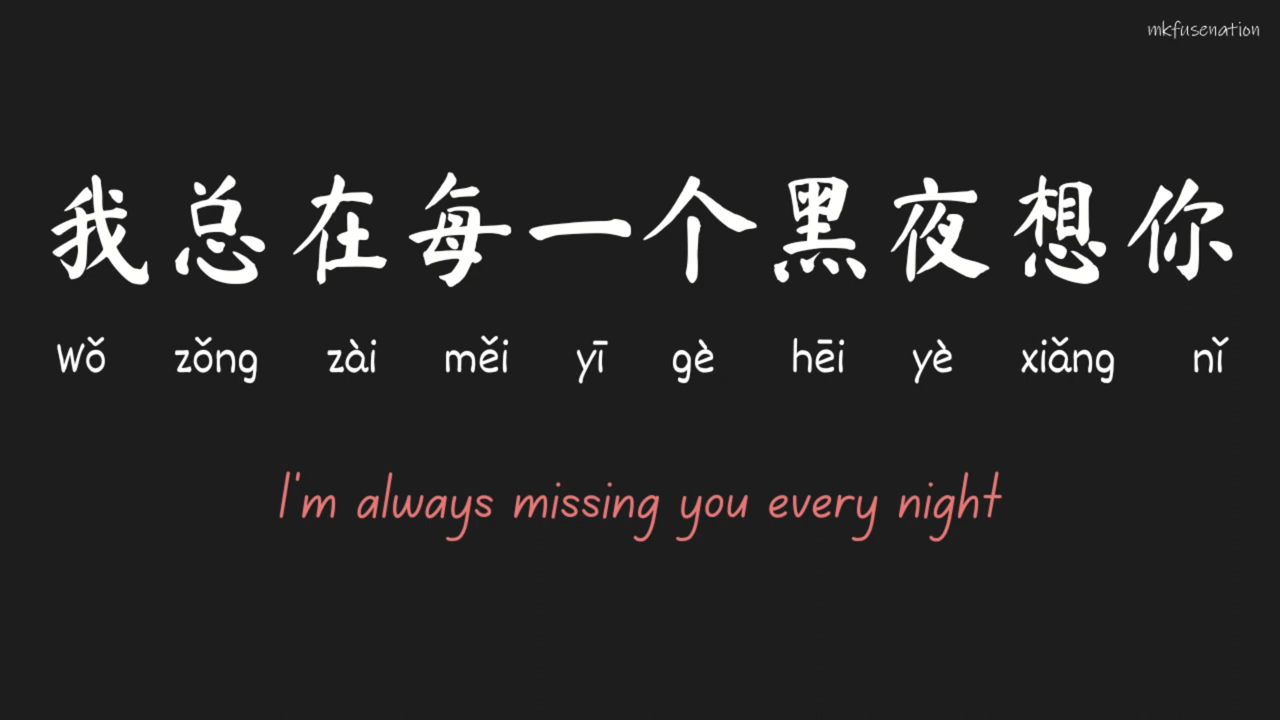 mkfusenation
我总在每一个黑夜想你
Wǒ zǒng zài měi yī gè hēi yè xiǎng nǐ
I'm always missing you every night